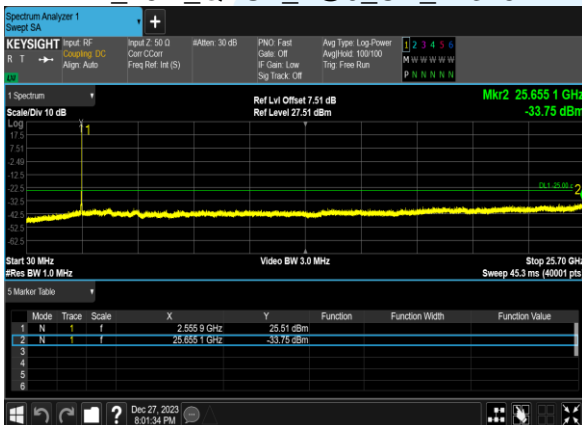 Spectrum Analyzer 1
Swept SA
+
KEYSIGHT Input: RF Input Z: 50 Ω #Atten: 30 dB PNO: Fast Avg Type: Log-Power 1 2 3 4 5 6
R T Coupling: DC Corr CCorr Gate: Off Avg|Hold: 100/100 M W W W W W
Align: Auto Freq Ref: Int (S) IF Gain: Low Trig: Free Run
Sig Track: Off P N N N N N
1 Spectrum Ref Lvl Offset 7.51 dB Mkr2 25.655 1 GHz
Scale/Div 10 dB Ref Level 27.51 dBm -33.75 dBm
Log
1
17.5
7.51
-2.49
-12.5
DL1 -25.00
-22.5
2
-32.5
-42.5
-52.5
-62.5
Start 30 MHz Video BW 3.0 MHz Stop 25.70 GHz
#Res BW 1.0 MHz Sweep 45.3 ms (40001 pts
5 Marker Table
Mode Trace Scale X Y Function Function Width Function Value
1 N 1 f 2.555 9 GHz 25.51 dBm
2 N 1 f 25.655 1 GHz -33.75 dBm
3
4
5
6
? Dec 27, 2023
8:01:34 PM